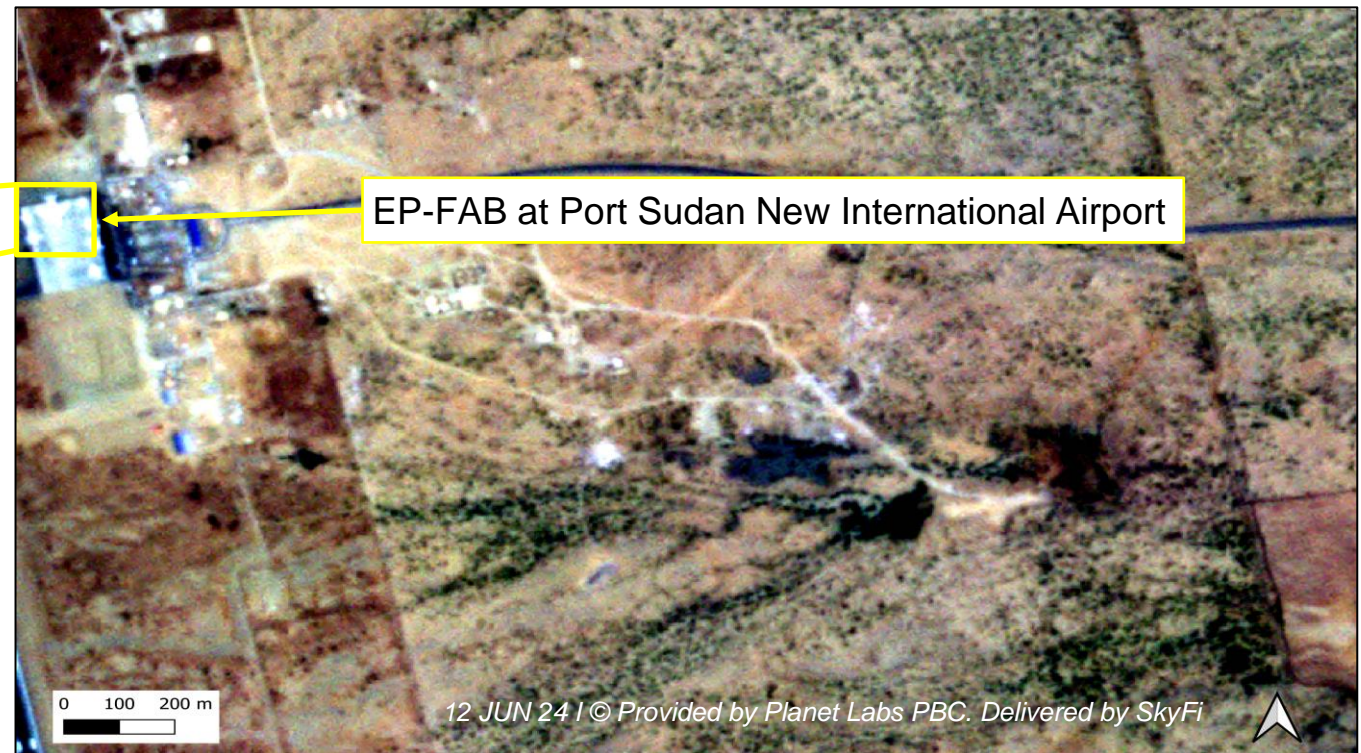 EP-FAB at Port Sudan New International Airport
0 100 200 m
12 JUN 24 I © Provided by Planet Labs PBC. Delivered by SkyFi